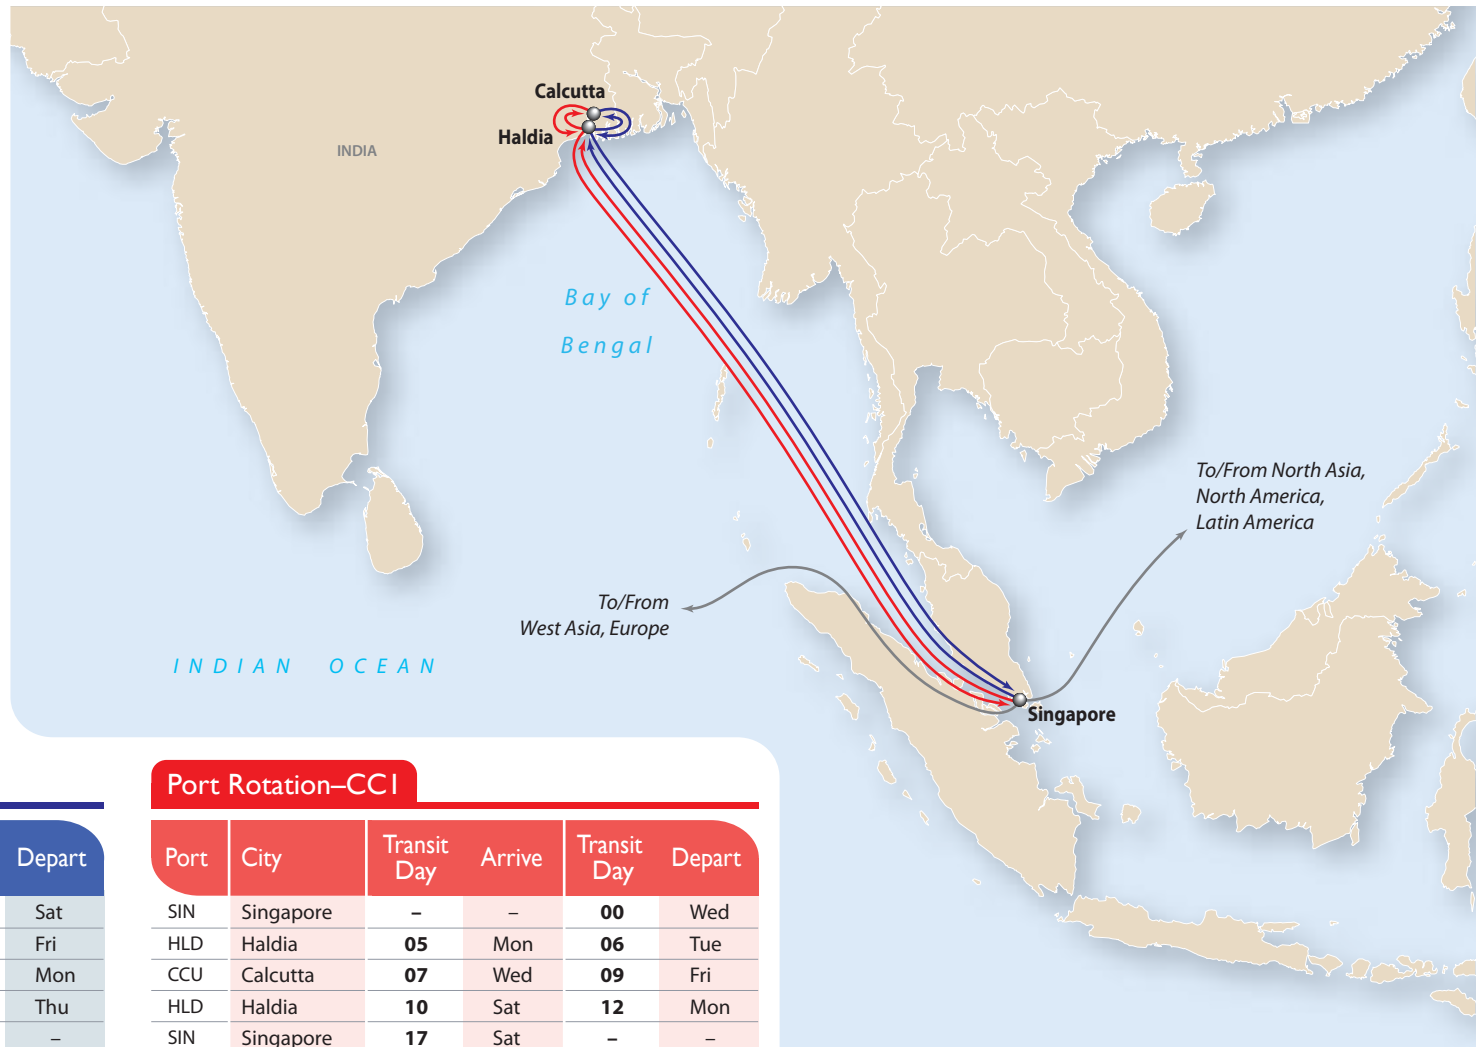 Calcutta
Haldia
INDIA
Bay of
Bengal
To/From North Asia,
North America,
Latin America
To/From
West Asia, Europe
INDIAN OCEAN
Singapore
Depart
Sat
Fri
Mon
Thu
–
Port Rotation–CC1
Port City Transit Day Arrive Transit Day Depart
SIN Singapore – – 00 Wed
HLD Haldia 05 Mon 06 Tue
CCU Calcutta 07 Wed 09 Fri
HLD Haldia 10 Sat 12 Mon
SIN Singapore 17 Sat – –